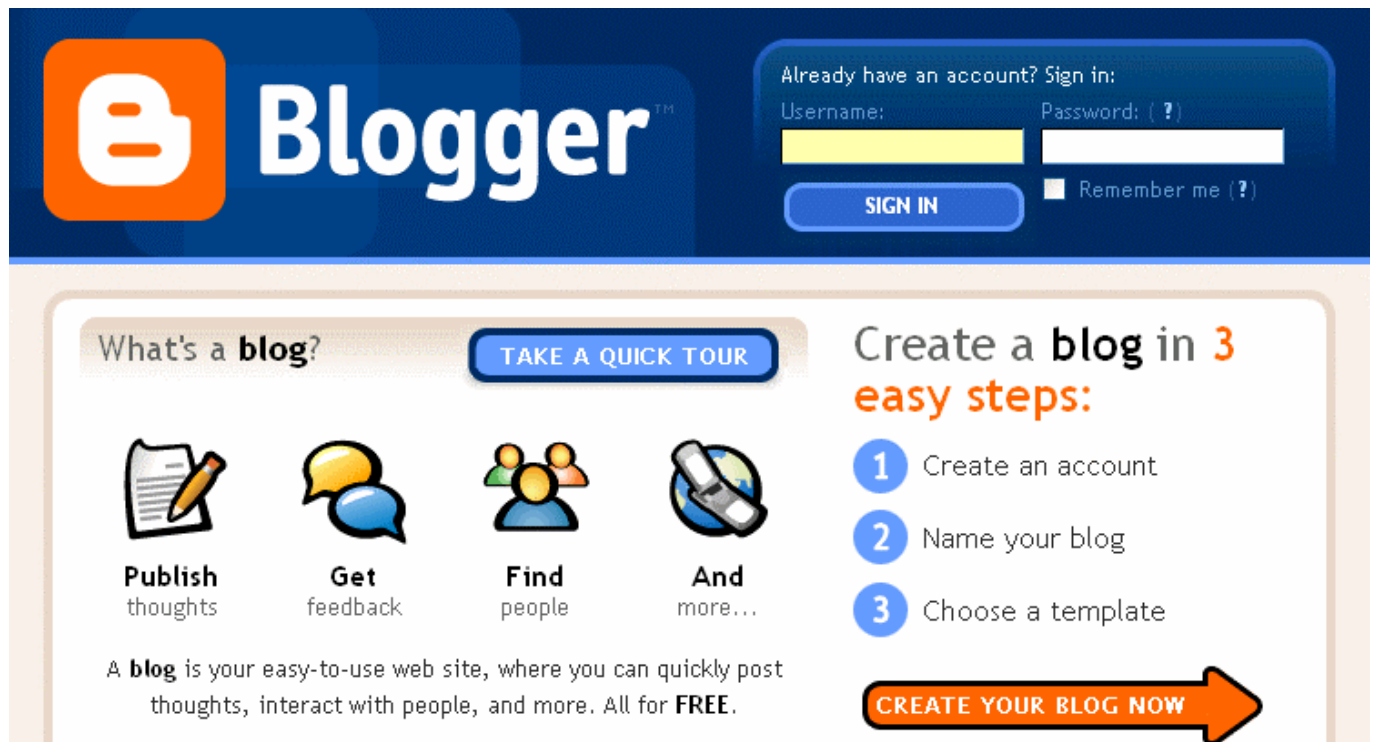 Blogger™
Already have an account? Sign in:
Username:
Password: (?)
SIGN IN
Remember me (?)
What's a blog?
TAKE A QUICK TOUR
Publish
thoughts
Get
feedback
Find
people
And
more...
A blog is your easy-to-use web site, where you can quickly post
thoughts, interact with people, and more. All for FREE.
Create a blog in 3
easy steps:
1 Create an account
2 Name your blog
3 Choose a template
CREATE YOUR BLOG NOW